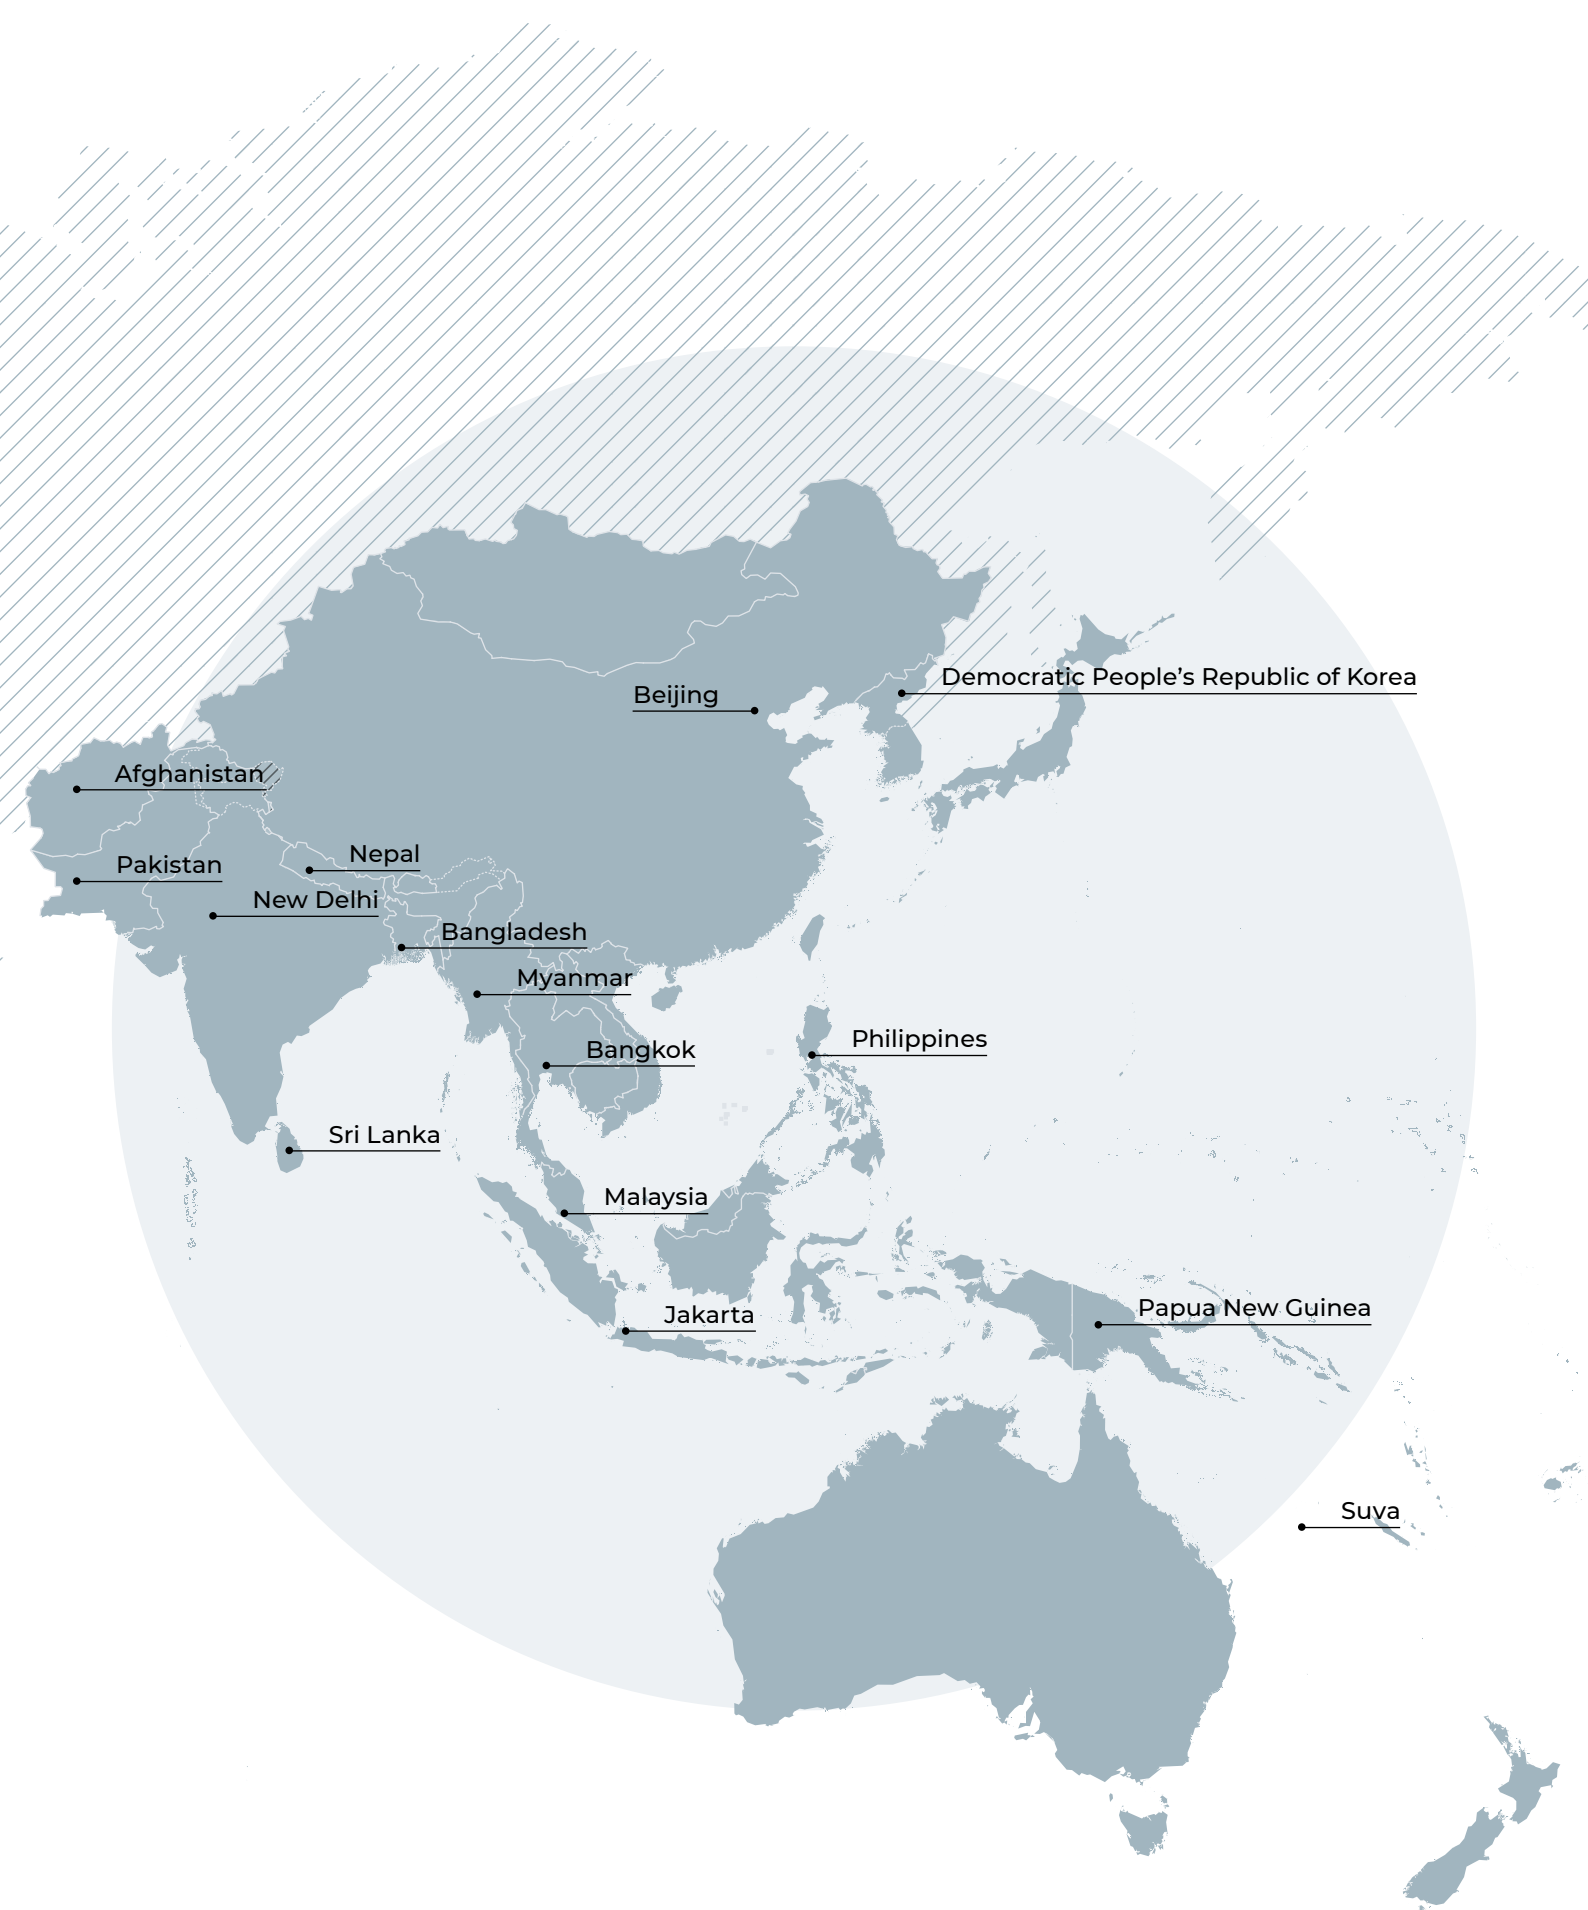 Democratic People’s Republic of Korea
Beijing
Afghanistan
Nepal
Pakistan
New Delhi
Bangladesh
Myanmar
Philippines
Bangkok
Sri Lanka
Malaysia
Papua New Guinea
Jakarta
Suva